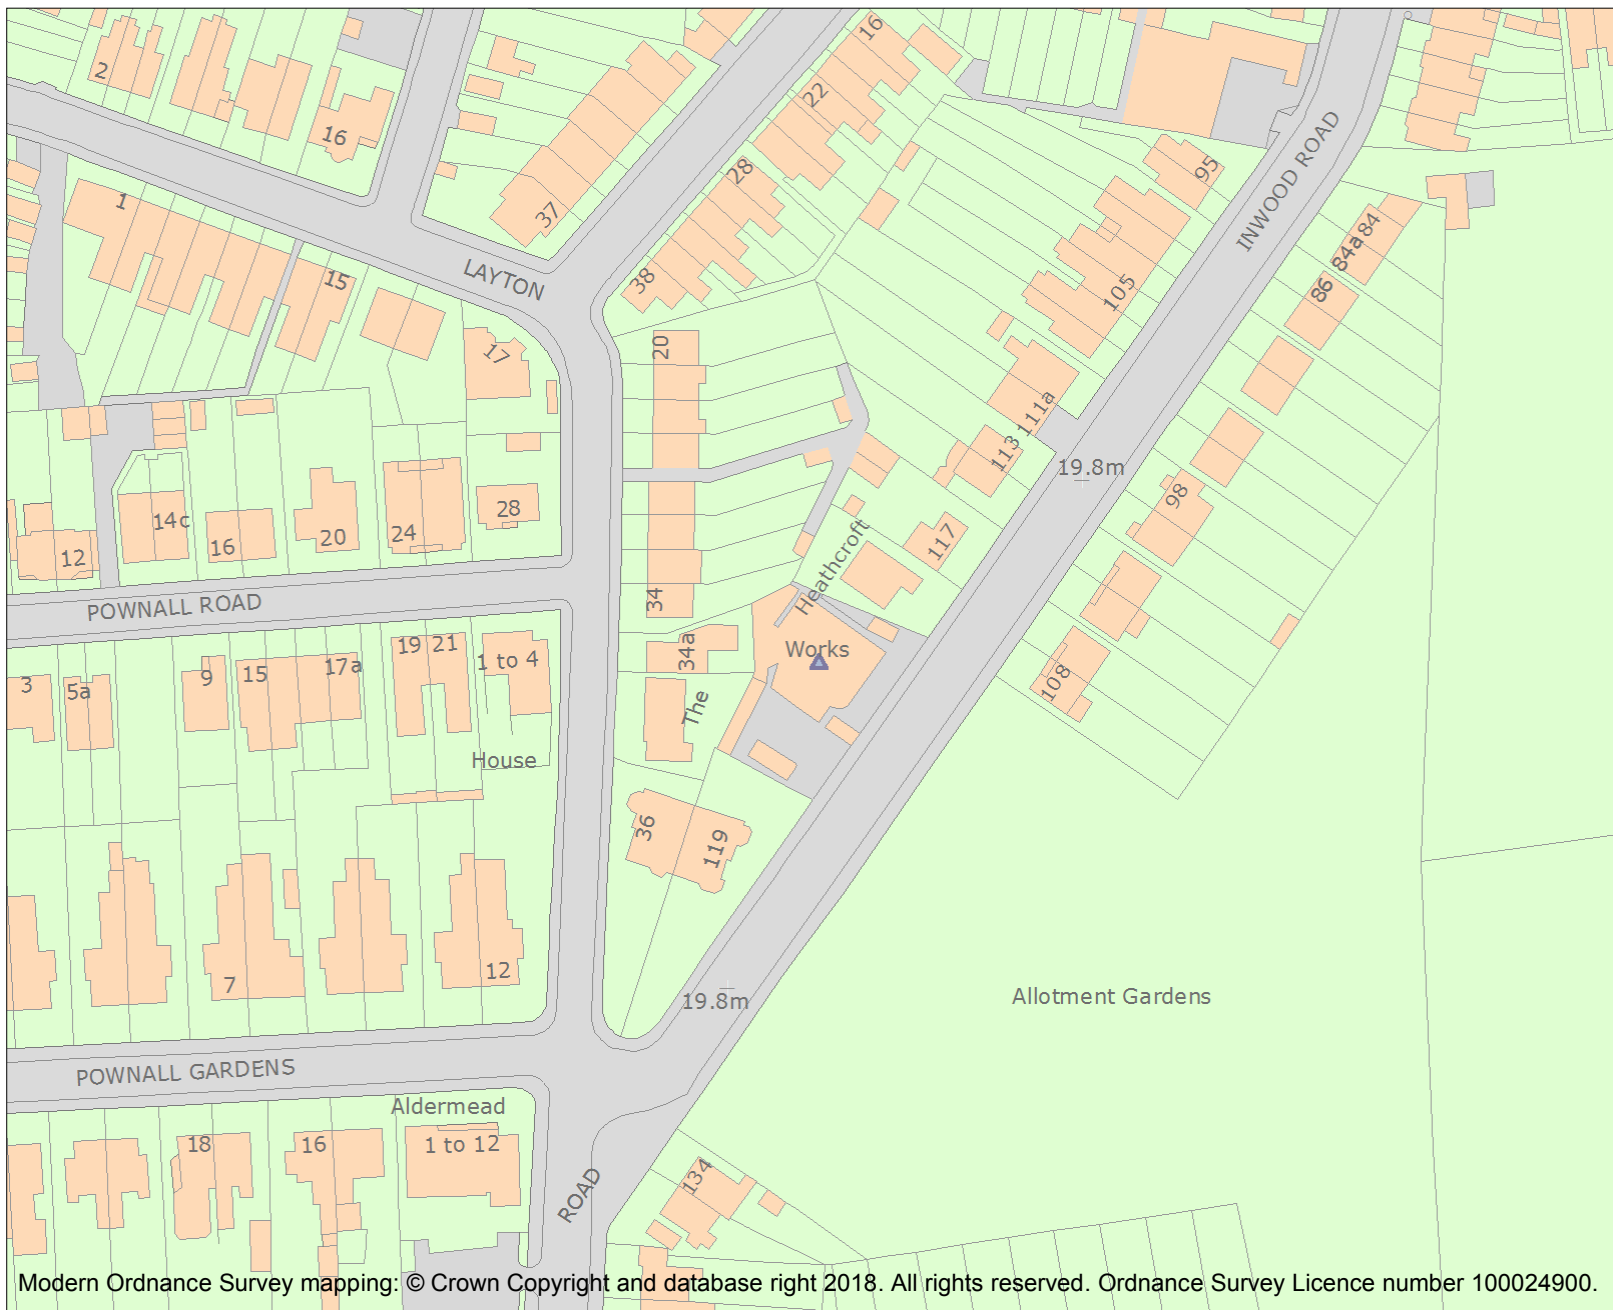 16
2
22
INWOOD ROAD
16
95
28
1
37
84
84a
LAYTON
38
15
105
86
20
17
111a
113
19.8m
98
28
14c
20
24
16
12
117
Heathcroft
POWNALL ROAD
34
19
21
34a
Works
1 to 4
17a
15
9
3
5a
108
The
House
36
119
12
7
19.8m
Allotment Gardens
POWNALL GARDENS
Aldermead
18
16
1 to 12
134
ROAD
Modern Ordnance Survey mapping: © Crown Copyright and database right 2018. All rights reserved. Ordnance Survey Licence number 100024900.